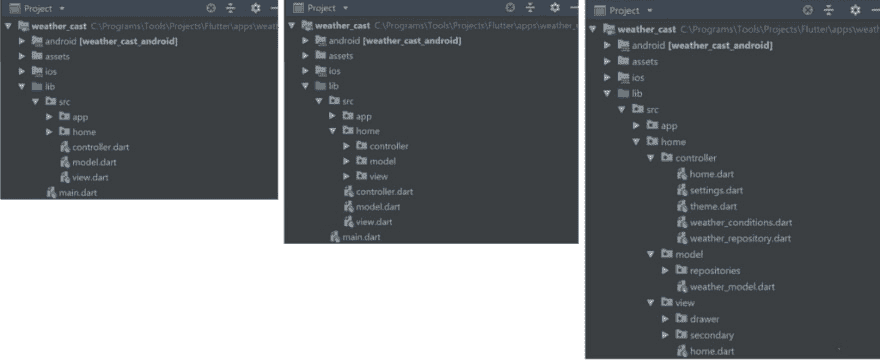 Project
weather_cast C:\Programs\Tools\Projects\Flutter\apps\weath
android [weather_cast_android]
assets
ios
lib
src
app
home
controller.dart
model.dart
view.dart
main.dart
Project
weather_cast C:\Programs\Tools\Projects\Flutter\apps\weather_
android [weather_cast_android]
assets
ios
lib
src
app
home
controller
model
view
controller.dart
model.dart
view.dart
main.dart
Project
weather_cast C:\Programs\Tools\Projects\Flutter\apps\weath
android [weather_cast_android]
assets
ios
lib
src
app
home
controller
home.dart
settings.dart
theme.dart
weather_conditions.dart
weather_repository.dart
model
repositories
weather_model.dart
view
drawer
secondary
home.dart